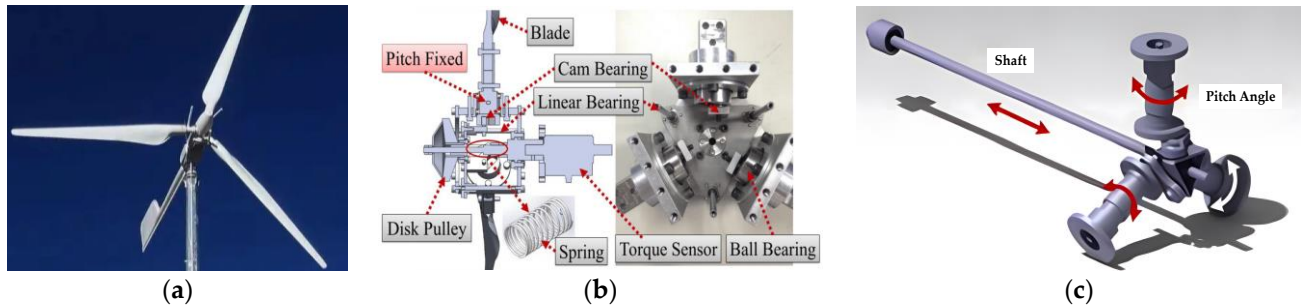 Blade
Pitch Fixed
Cam Bearing
Linear Bearing
Disk Pulley
Spring
Torque Sensor
Ball Bearing
Shaft
Pitch Angle
(a)
(b)
(c)